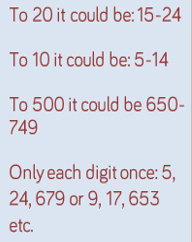 To 20 it could be: 15-24
To 10 it could be: 5-14
To 500 it could be 650-
749
Only each digit once: 5,
24, 679 or 9, 17, 653
etc.